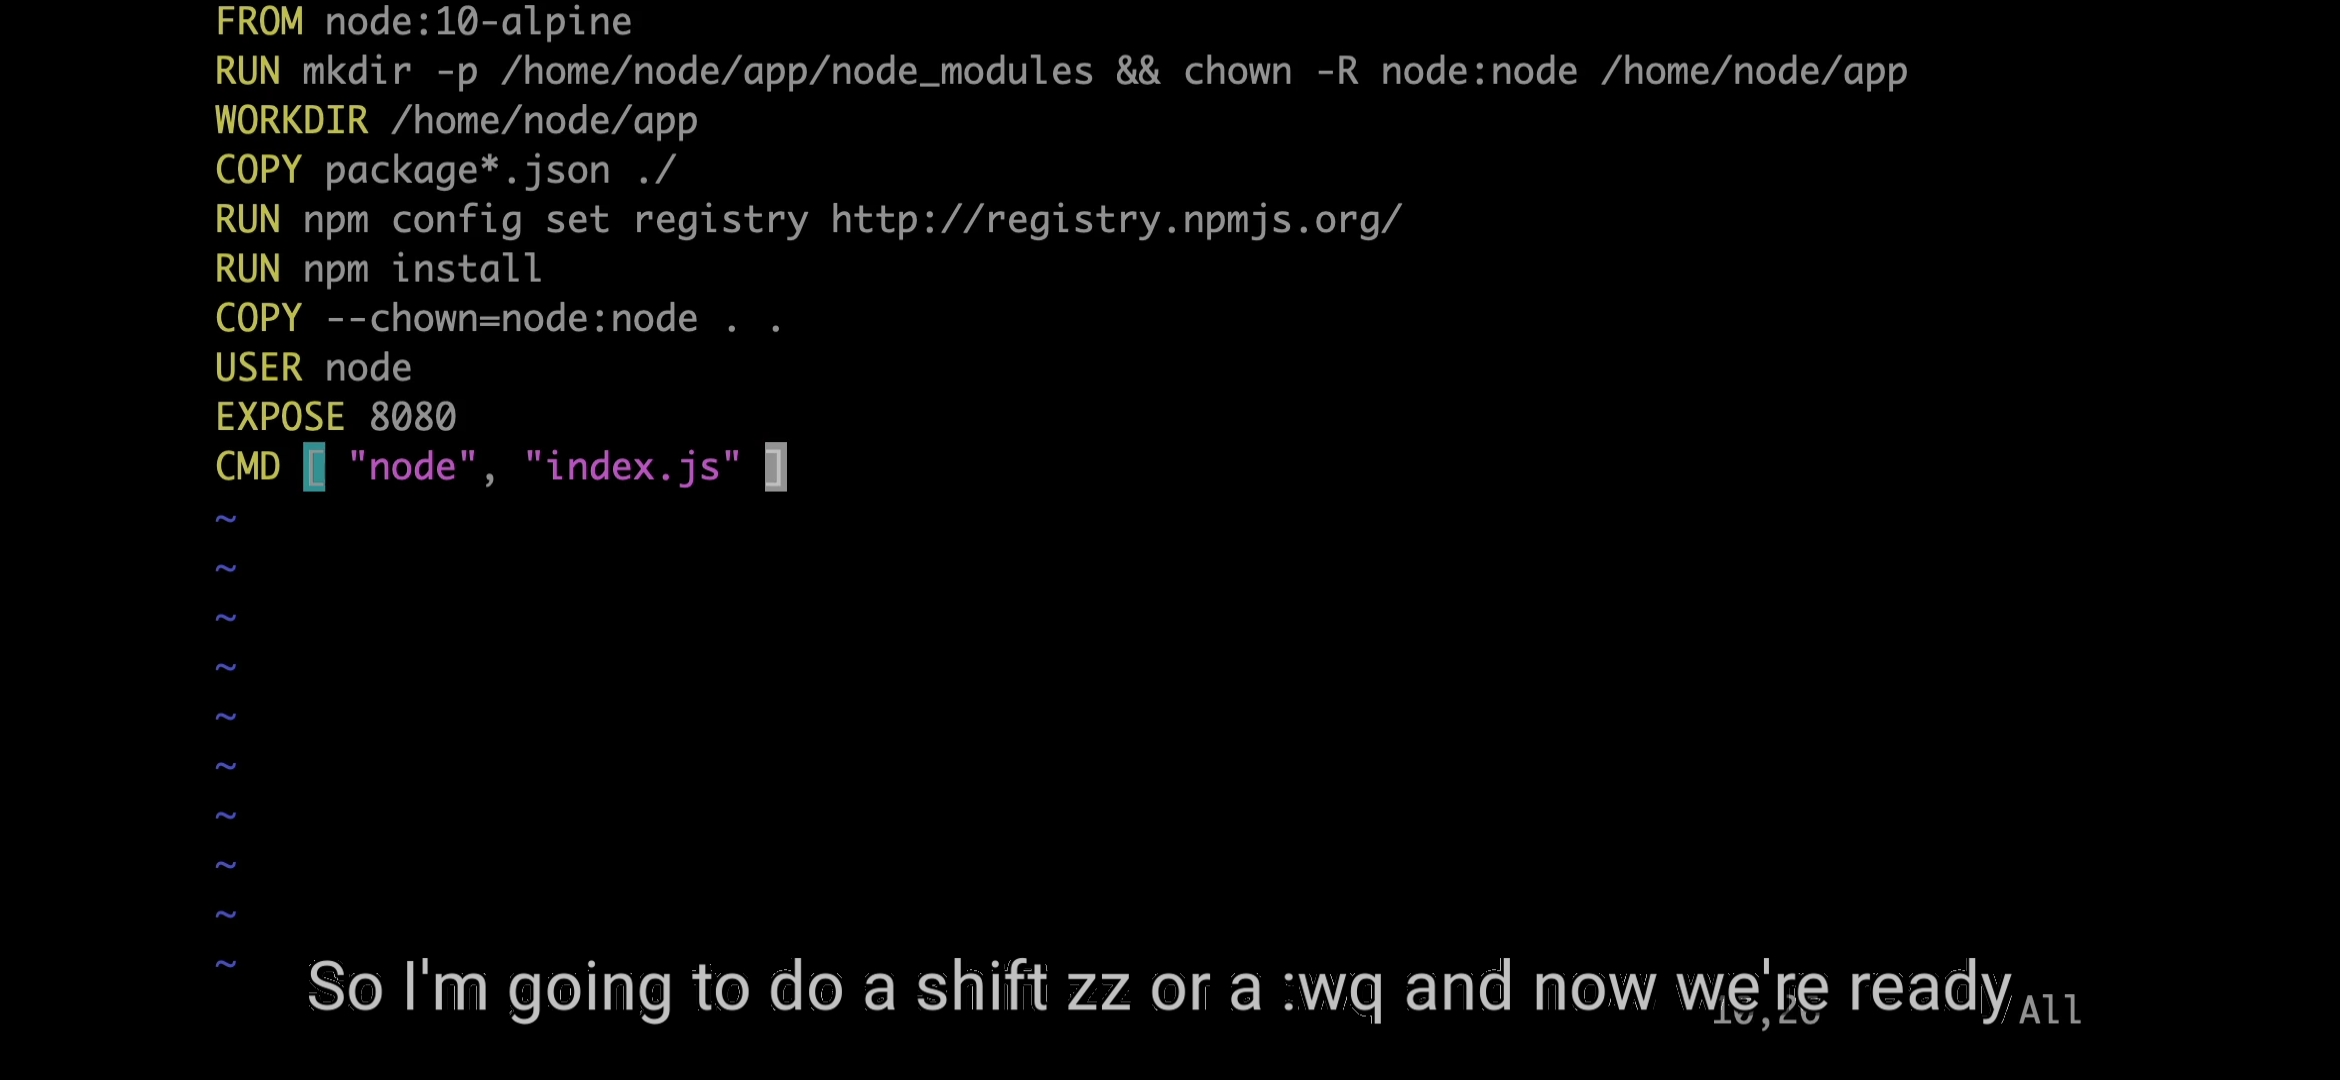 FROM node:10-alpine
RUN mkdir -p /home/node/app/node_modules && chown -R node:node /home/node/app
WORKDIR /home/node/app
COPY package*.json ./
RUN npm config set registry http://registry.npmjs.org/
RUN npm install
COPY --chown=node:node . .
USER node
EXPOSE 8080
CMD [ "node", "index.js" ]
~
~
~
~
~
~
~
~
~
~
So I'm going to do a shift zz or a :wq and now we're ready
All